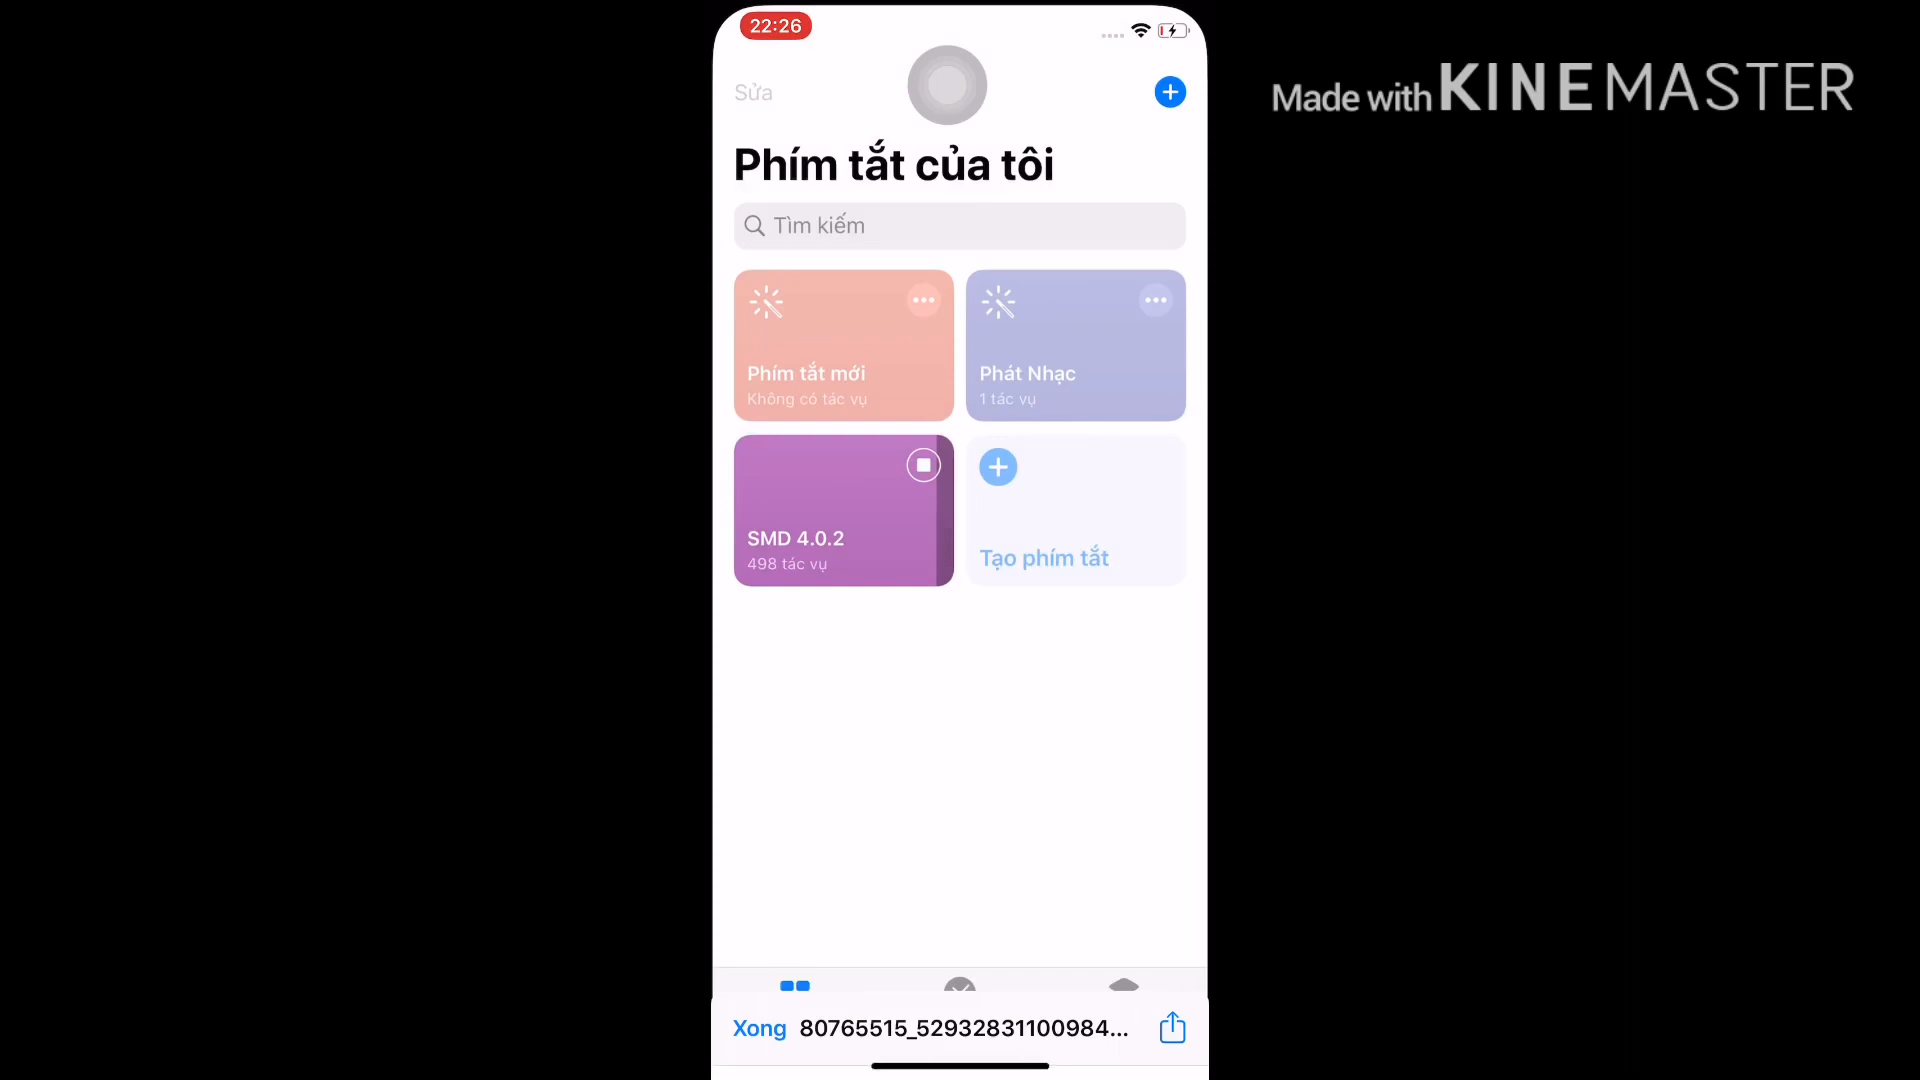 22:26
Made with KINEMASTER
Sửa
Phím tắt của tôi
Tìm kiếm
Phím tắt mới
Không có tác vụ
Phát Nhạc
1 tác vụ
SMD 4.0.2
498 tác vụ
Tạo phím tắt
Xong 80765515_52932831100984...